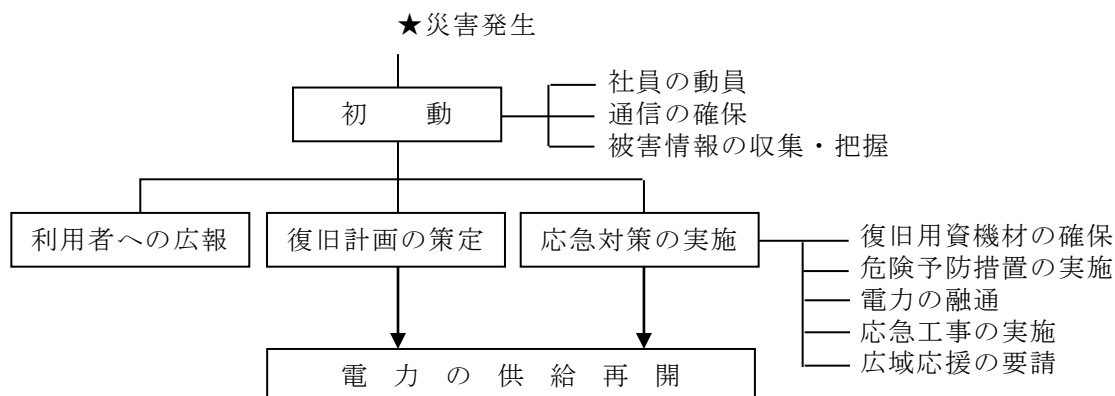 ★災害発生
初　動
社員の動員
通信の確保
被害情報の収集・把握
利用者への広報
復旧計画の策定
応急対策の実施
復旧用資機材の確保
危険予防措置の実施
電力の融通
応急工事の実施
広域応援の要請
電 力 の 供 給 再 開